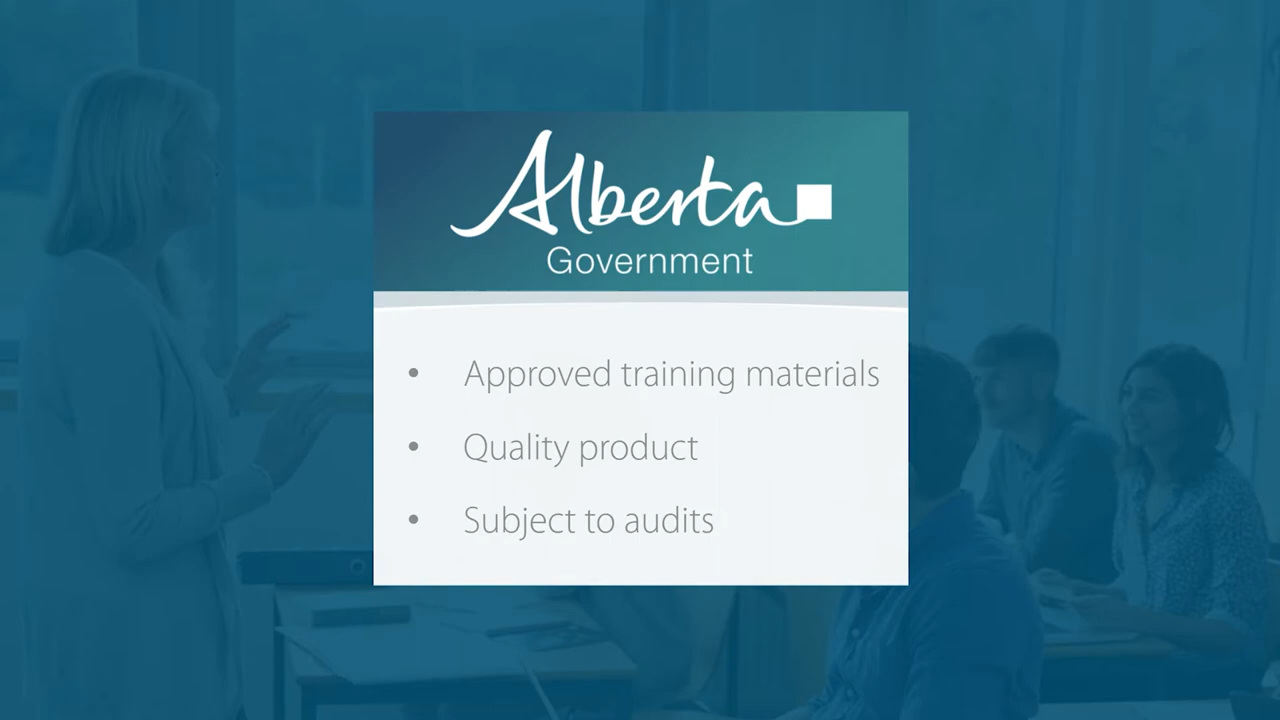 Alberta
Government
• Approved training materials
• Quality product
• Subject to audits